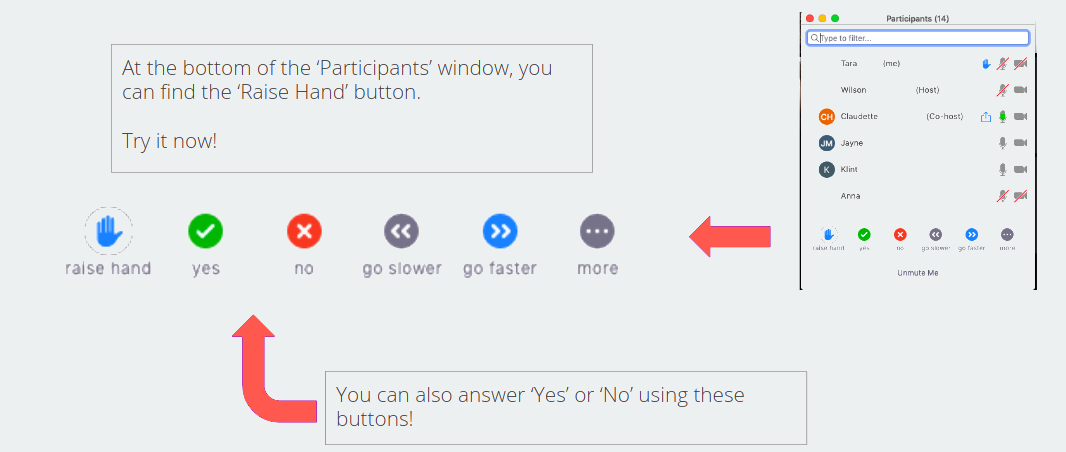 At the bottom of the ‘Participants’ window, you
can find the ‘Raise Hand’ button.
Try it now!
raise hand yes no go slower go faster more
You can also answer ‘Yes’ or ‘No’ using these
buttons!
Participants (14)
Type to filter...
Tara (me)
Wilson (Host)
CH Claudette (Co-host)
JM Jayne
K Klint
Anna
raise hand yes no go slower go faster more
Unmute Me